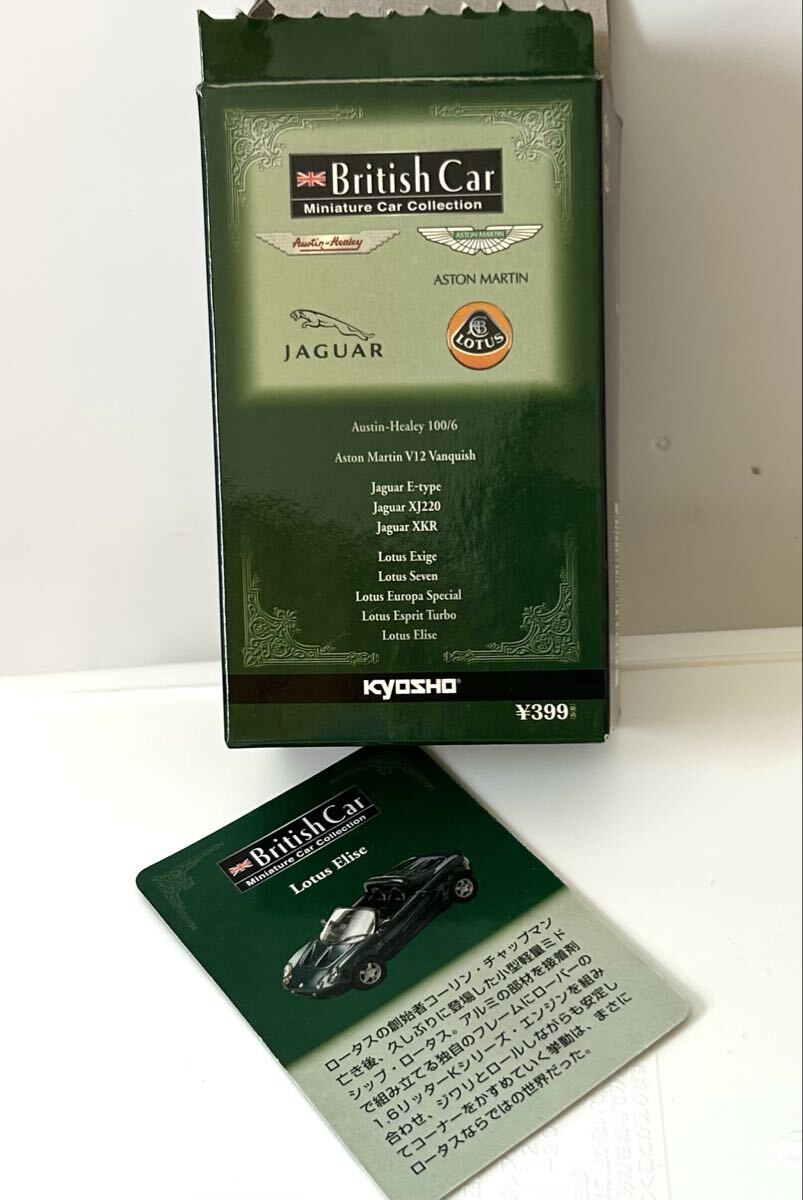 British Car
Miniature Car Collection
Austin-Healey
ASTON MARTIN
ASTON MARTIN
JAGUAR
LOTUS
Austin-Healey 100/6
Aston Martin V12 Vanquish
Jaguar E-type
Jaguar XJ220
Jaguar XKR
Lotus Exige
Lotus Seven
Lotus Europa Special
Lotus Esprit Turbo
Lotus Elise
KYOSHO
¥399
British Car
Miniature Car Collection
Lotus Elise
ロータスの創始者コーリン・チャップマン
亡き後、久しぶりに登場した小型軽量ミド
シップ・ロータス。アルミの部材を接着剤
で組み立てる独自のフレームにローバーの
1.6リッターKシリーズ・エンジンを組み
合わせ、ジワリとロールしながらも安定し
てコーナーをかすめていく挙動は、まさに
ロータスならではの世界だった。